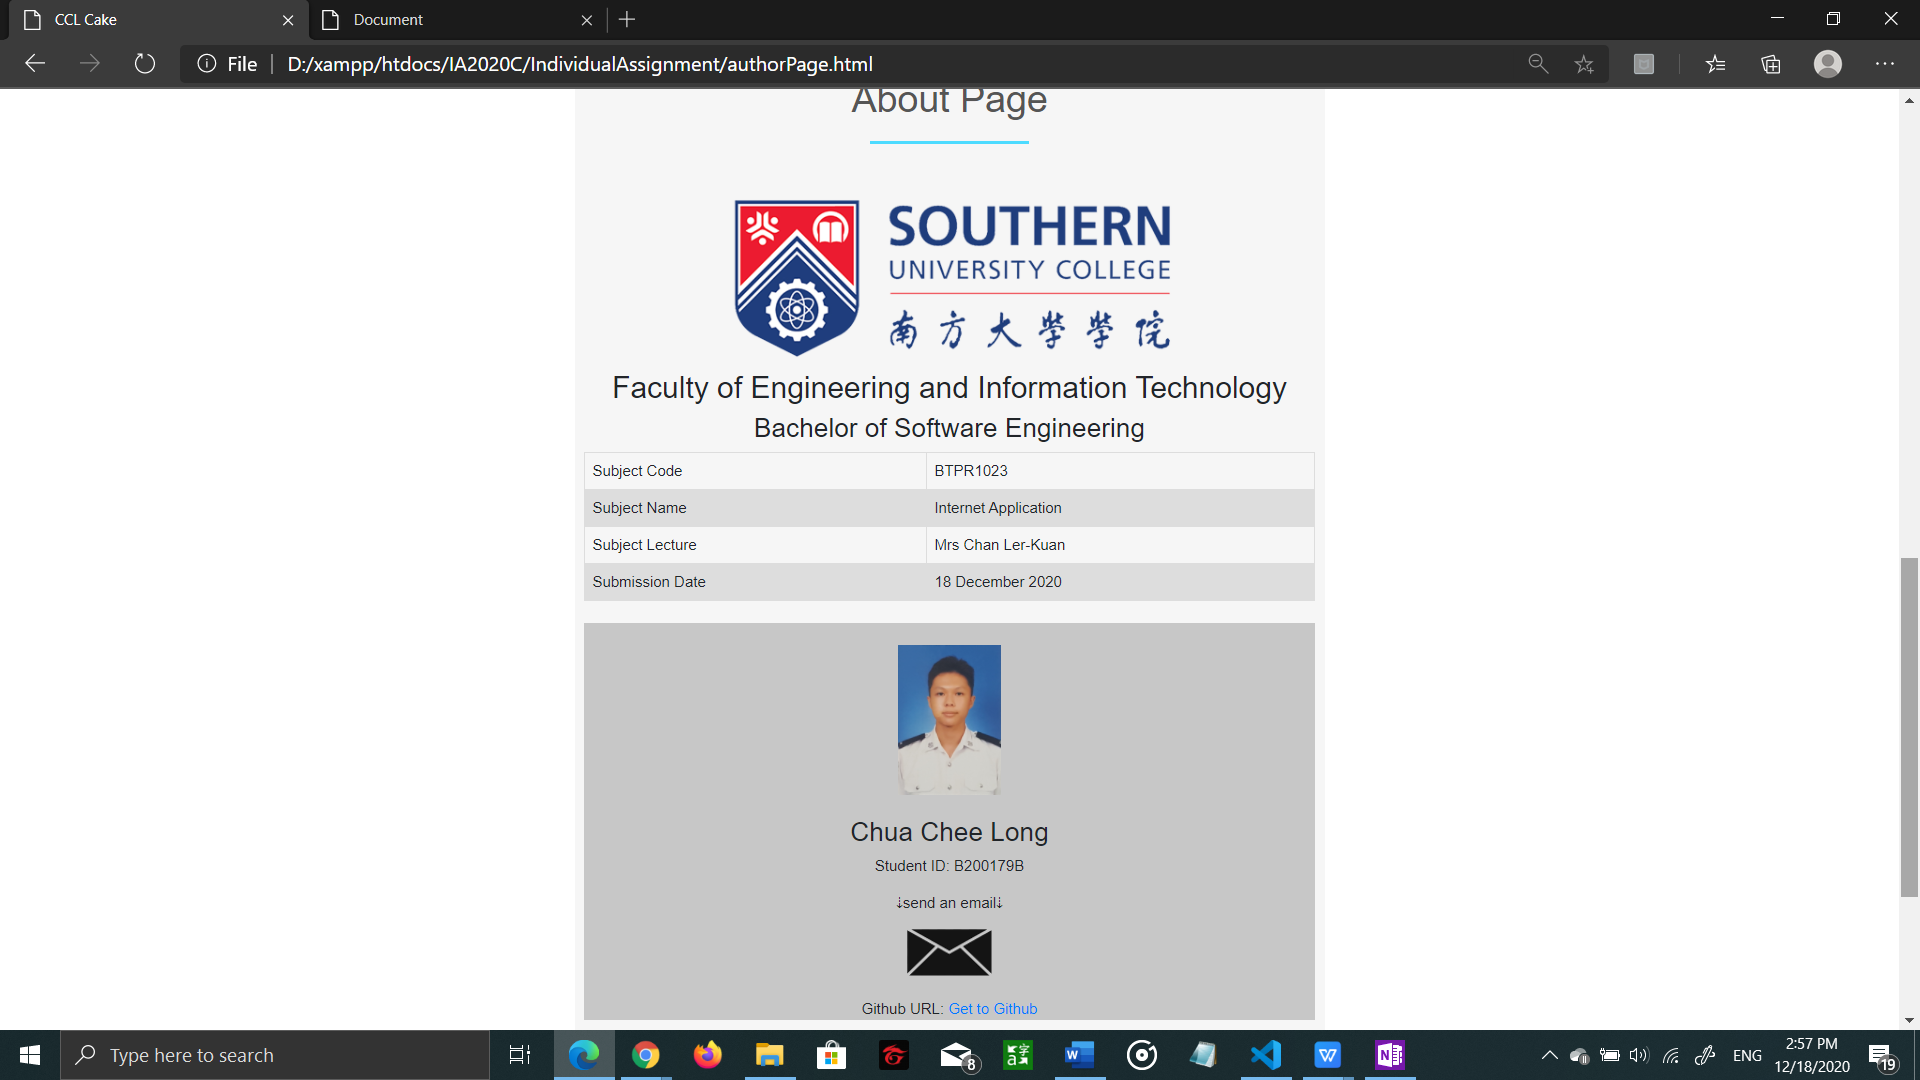 CCL Cake
Document
File
D:/xampp/htdocs/IA2020C/IndividualAssignment/authorPage.html
About Page
SOUTHERN
UNIVERSITY COLLEGE
南方大學學院
Faculty of Engineering and Information Technology
Bachelor of Software Engineering
Subject Code BTPR1023
Subject Name Internet Application
Subject Lecture Mrs Chan Ler-Kuan
Submission Date 18 December 2020
Chua Chee Long
Student ID: B200179B
↓send an email↓
Github URL: Get to Github
Type here to search
8
ENG
2:57 PM
12/18/2020
19